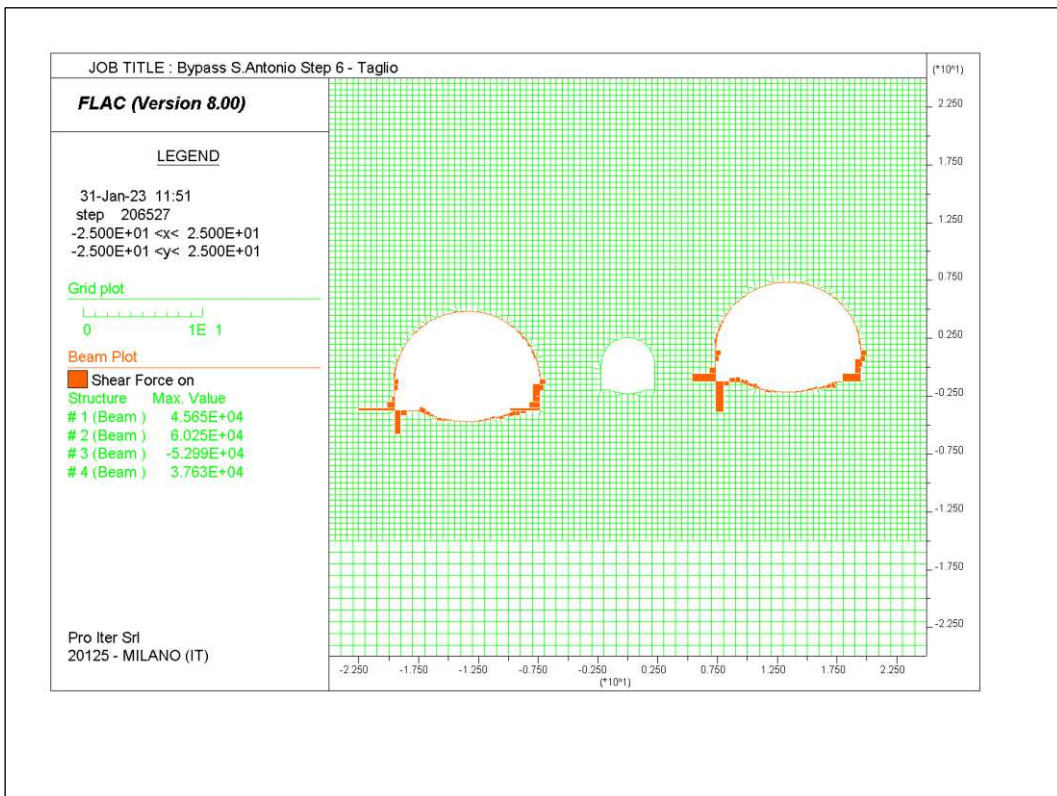 JOB TITLE : Bypass S.Antonio Step 6 - Taglio
(*10^1)
FLAC (Version 8.00)
LEGEND
31-Jan-23 11:51
step 206527
-2.500E+01 <x< 2.500E+01
-2.500E+01 <y< 2.500E+01
Grid plot
0 1E 1
Beam Plot
Shear Force on
Structure Max. Value
# 1 (Beam ) 4.565E+04
# 2 (Beam ) 6.025E+04
# 3 (Beam ) -5.299E+04
# 4 (Beam ) 3.763E+04
Pro Iter Srl
20125 - MILANO (IT)
2.250
1.750
1.250
0.750
0.250
-0.250
-0.750
-1.250
-1.750
-2.250
-2.250 -1.750 -1.250 -0.750 -0.250 0.250 0.750 1.250 1.750 2.250
(*10^1)